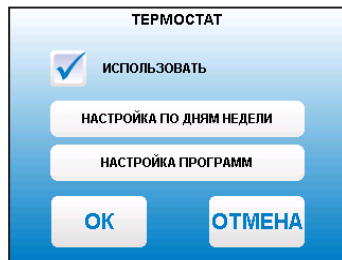 ТЕРМОСТАТ
ИСПОЛЬЗОВАТЬ
НАСТРОЙКА ПО ДНЯМ НЕДЕЛИ
НАСТРОЙКА ПРОГРАММ
ОК ОТМЕНА